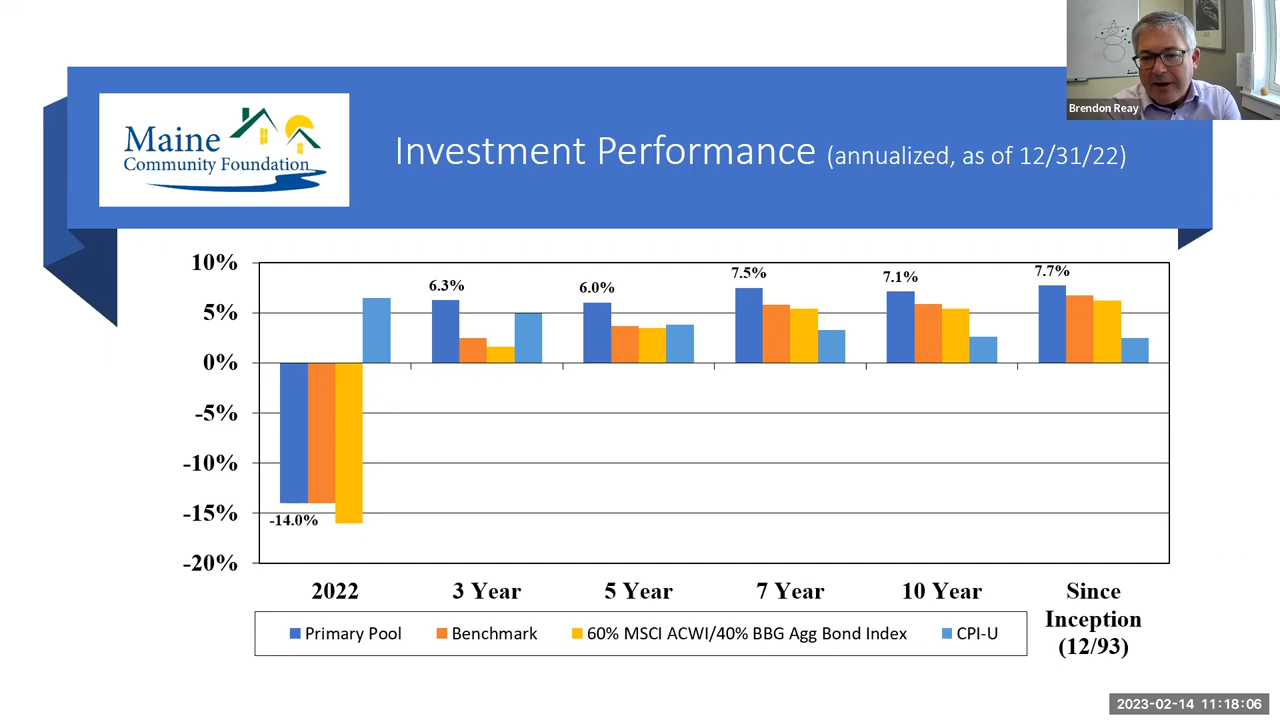 Brendon Reay
Maine
Community Foundation
Investment Performance (annualized, as of 12/31/22)
10%
5%
0%
-5%
-10%
-15%
-20%
-14.0%
6.3%
6.0%
7.5%
7.1%
7.7%
2022
3 Year
5 Year
7 Year
10 Year
Since
Inception
(12/93)
Primary Pool
Benchmark
60% MSCI ACWI/40% BBG Agg Bond Index
CPI-U
2023-02-14 11:18:06